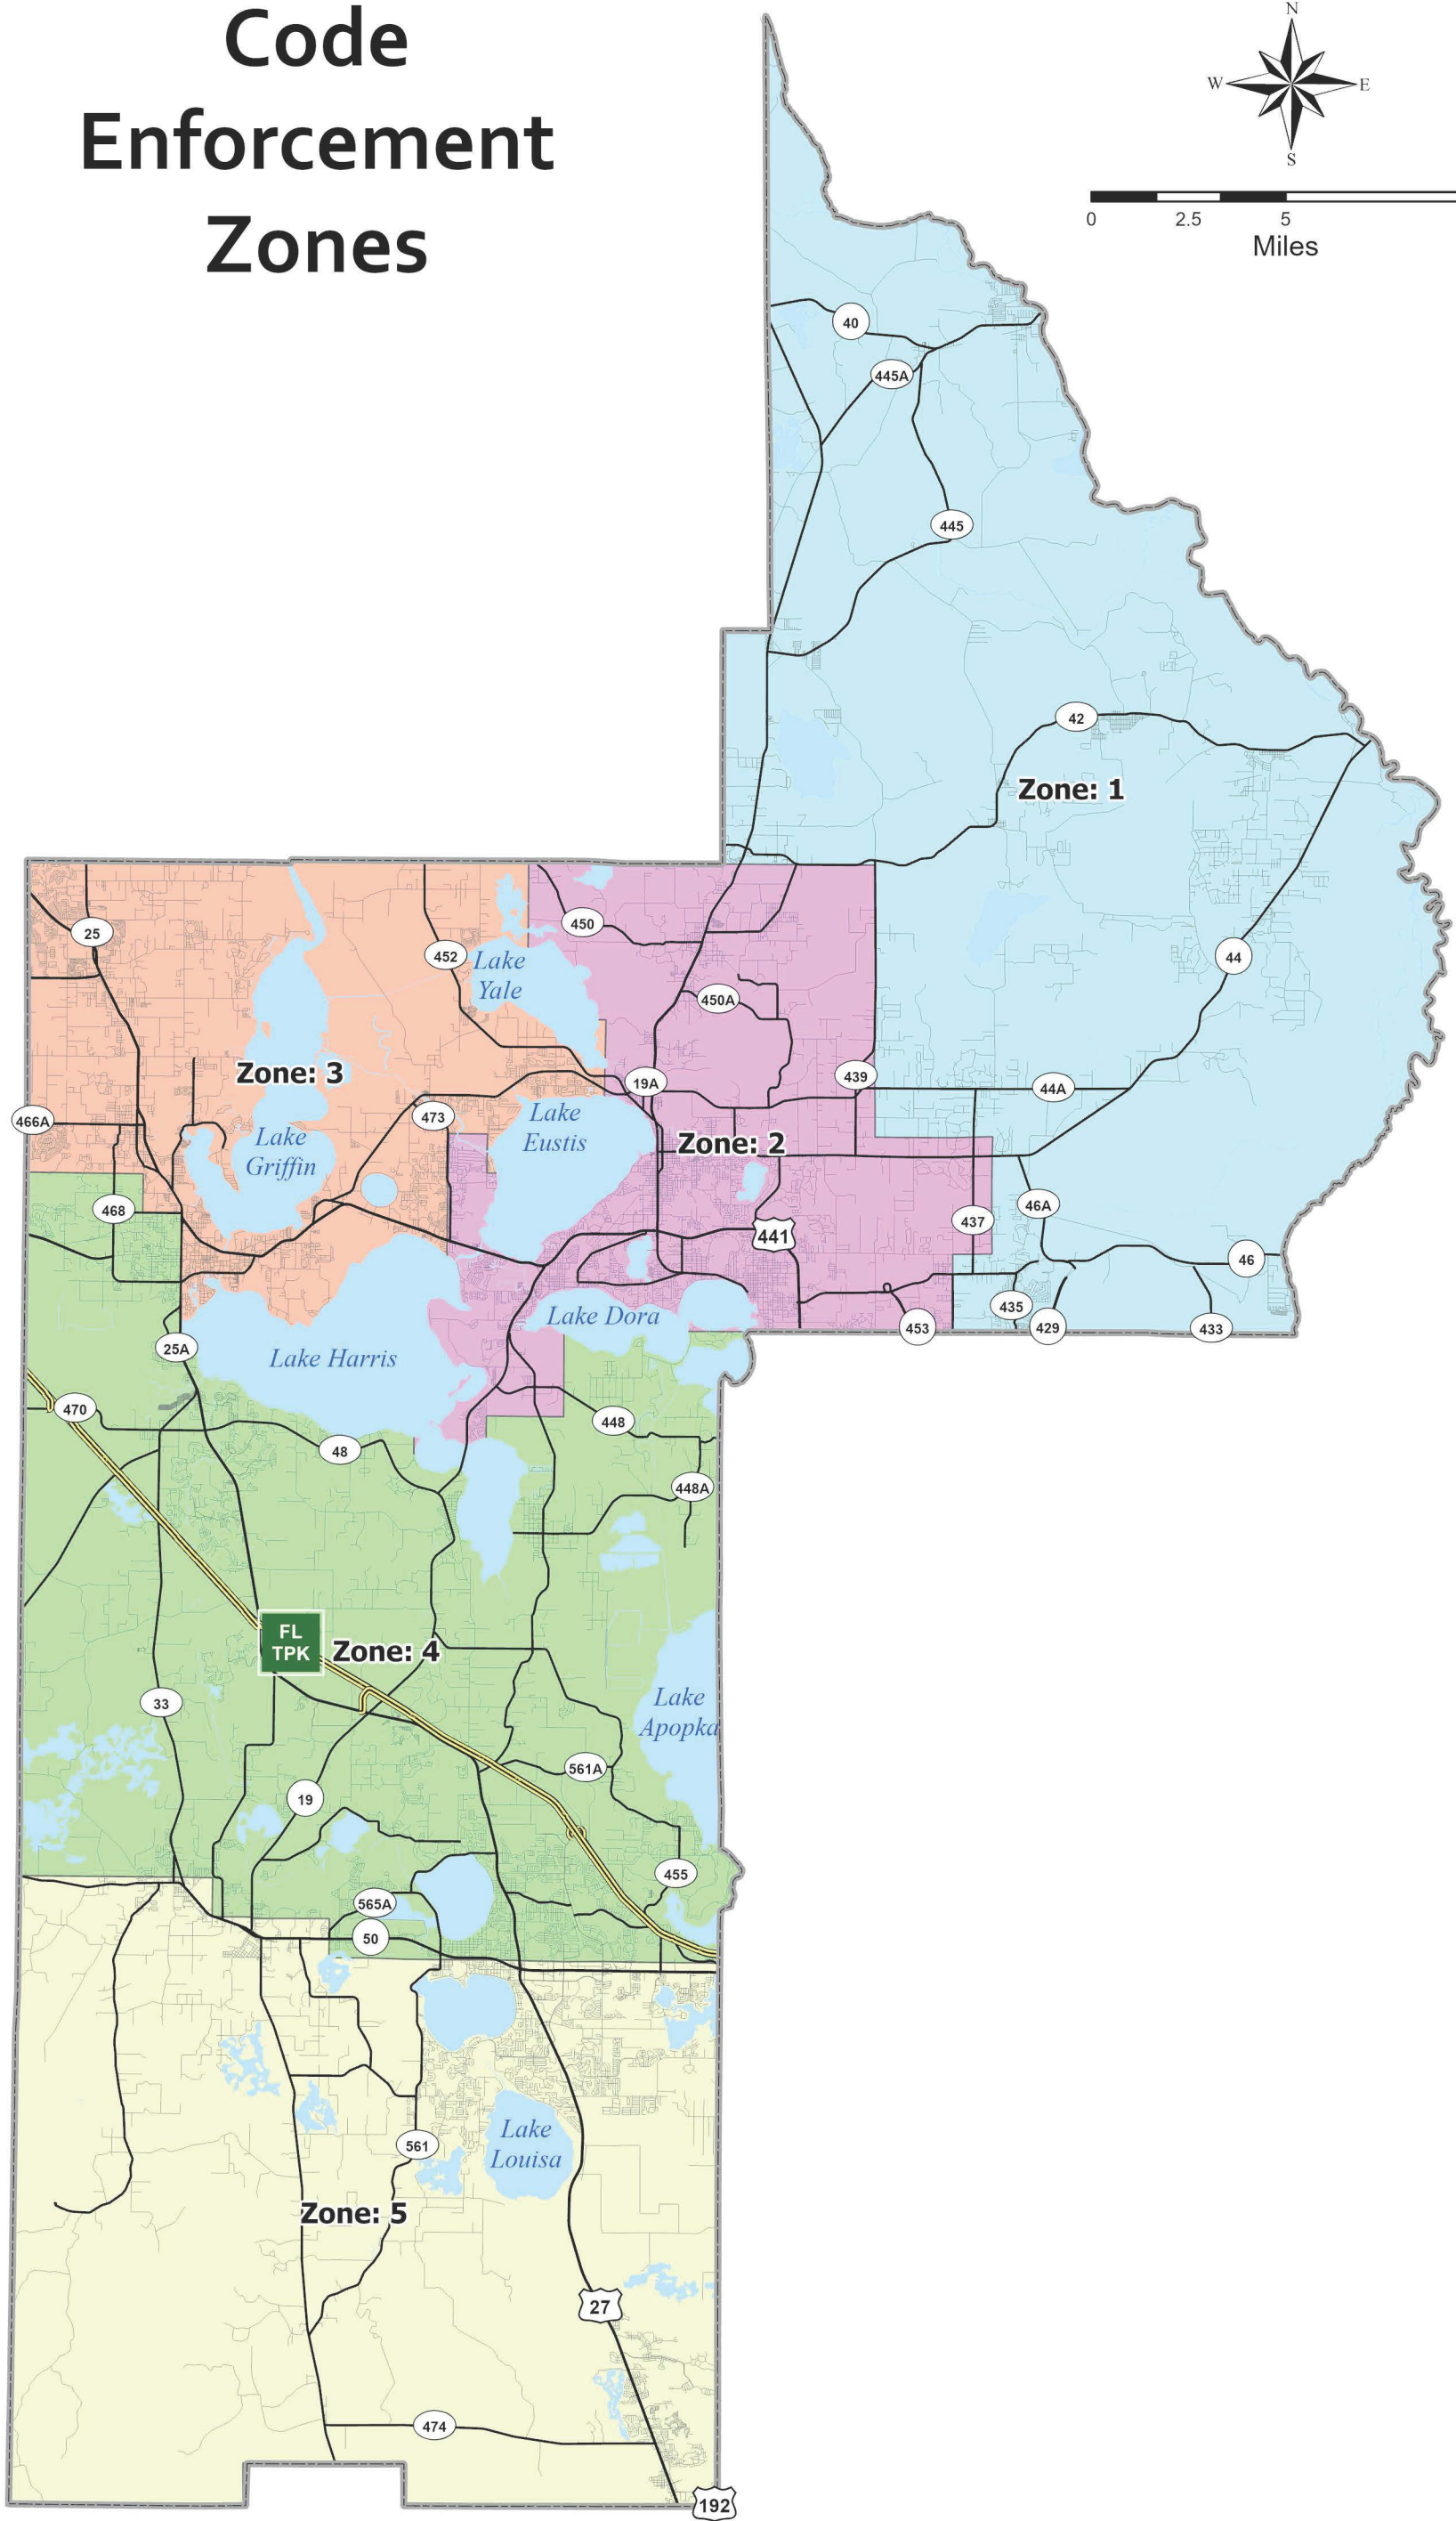 Code
Enforcement
Zones
N
W
E
S
0
2.5
5
Miles
40
445A
445
42
Zone: 1
25
450
452
44
Lake
Yale
450A
Zone: 3
19A
439
44A
466A
473
Lake
Eustis
Lake
Griffin
Zone: 2
468
46A
437
441
46
435
Lake Dora
453
429
433
25A
Lake Harris
470
448
48
448A
FL
TPK
Zone: 4
33
Lake
Apopka
561A
19
455
565A
50
Lake
Louisa
561
Zone: 5
27
474
192